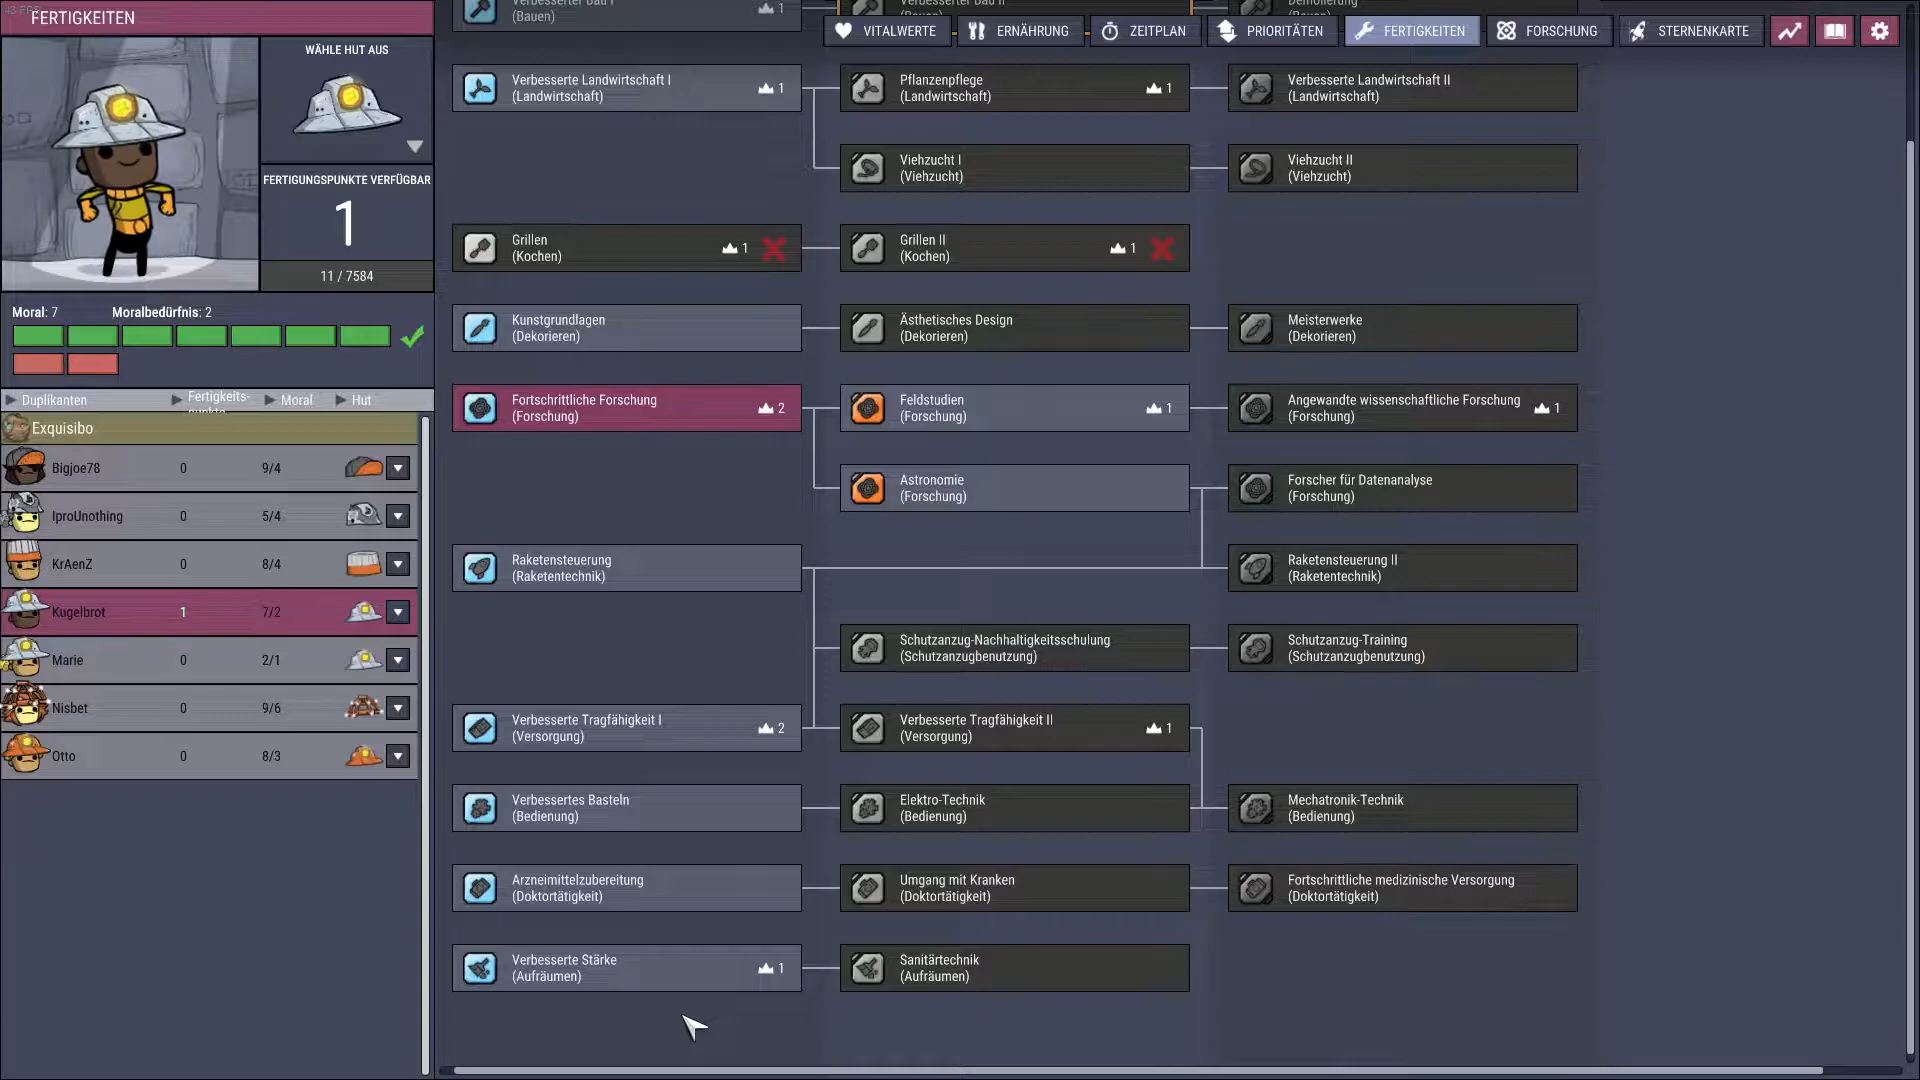 43 FPS
FERTIGKEITEN
VITALWERTE
ERNÄHRUNG
ZEITPLAN
PRIORITÄTEN
FERTIGKEITEN
FORSCHUNG
STERNENKARTE
WÄHLE HUT AUS
FERTIGUNGSPUNKTE VERFÜGBAR
1
11 / 7584
Moral: 7
Moralbedürfnis: 2
Duplikanten
Fertigkeits-
Moral
Hut
Exquisibo
Bigjoe78 0 9/4
IproUnothing 0 5/4
KrAenZ 0 8/4
Kugelbrot 1 7/2
Marie 0 2/1
Nisbet 0 9/6
Otto 0 8/3
(Bauen)
1
(Bauen)
Verbesserte Landwirtschaft I
(Landwirtschaft)
1
Pflanzenpflege
(Landwirtschaft)
1
Verbesserte Landwirtschaft II
(Landwirtschaft)
Viehzucht I
(Viehzucht)
Viehzucht II
(Viehzucht)
Grillen
(Kochen)
1
Grillen II
(Kochen)
1
Kunstgrundlagen
(Dekorieren)
Ästhetisches Design
(Dekorieren)
Meisterwerke
(Dekorieren)
Fortschrittliche Forschung
(Forschung)
2
Feldstudien
(Forschung)
1
Angewandte wissenschaftliche Forschung
(Forschung)
1
Astronomie
(Forschung)
Forscher für Datenanalyse
(Forschung)
Raketensteuerung
(Raketentechnik)
Raketensteuerung II
(Raketentechnik)
Schutzanzug-Nachhaltigkeitsschulung
(Schutzanzugbenutzung)
Schutzanzug-Training
(Schutzanzugbenutzung)
Verbesserte Tragfähigkeit I
(Versorgung)
2
Verbesserte Tragfähigkeit II
(Versorgung)
1
Verbessertes Basteln
(Bedienung)
Elektro-Technik
(Bedienung)
Mechatronik-Technik
(Bedienung)
Arzneimittelzubereitung
(Doktortätigkeit)
Umgang mit Kranken
(Doktortätigkeit)
Fortschrittliche medizinische Versorgung
(Doktortätigkeit)
Verbesserte Stärke
(Aufräumen)
1
Sanitärtechnik
(Aufräumen)